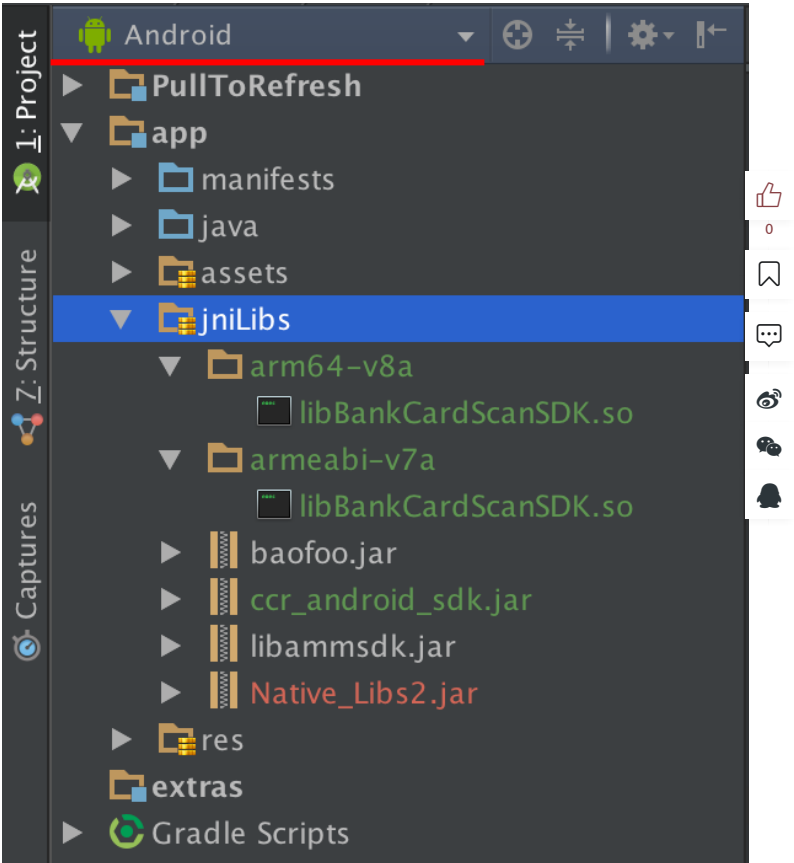 Android
PullToRefresh
app
manifests
java
assets
jniLibs
arm64-v8a
libBankCardScanSDK.so
armeabi-v7a
libBankCardScanSDK.so
baofoo.jar
ccr_android_sdk.jar
libammsdk.jar
Native_Libs2.jar
res
extras
Gradle Scripts
1: Project
7: Structure
Captures
0